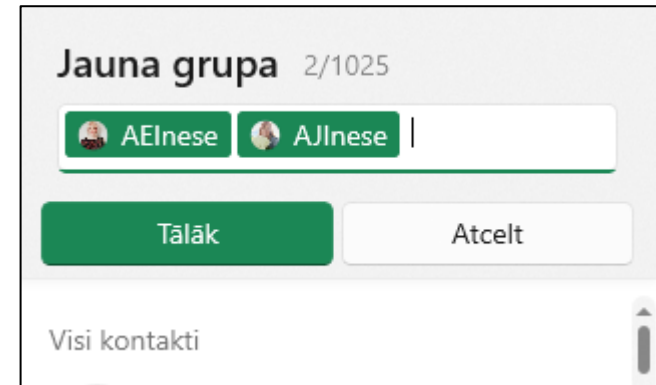 Jauna grupa 2/1025
AEInese AJInese
Tālāk Atcelt
Visi kontakti